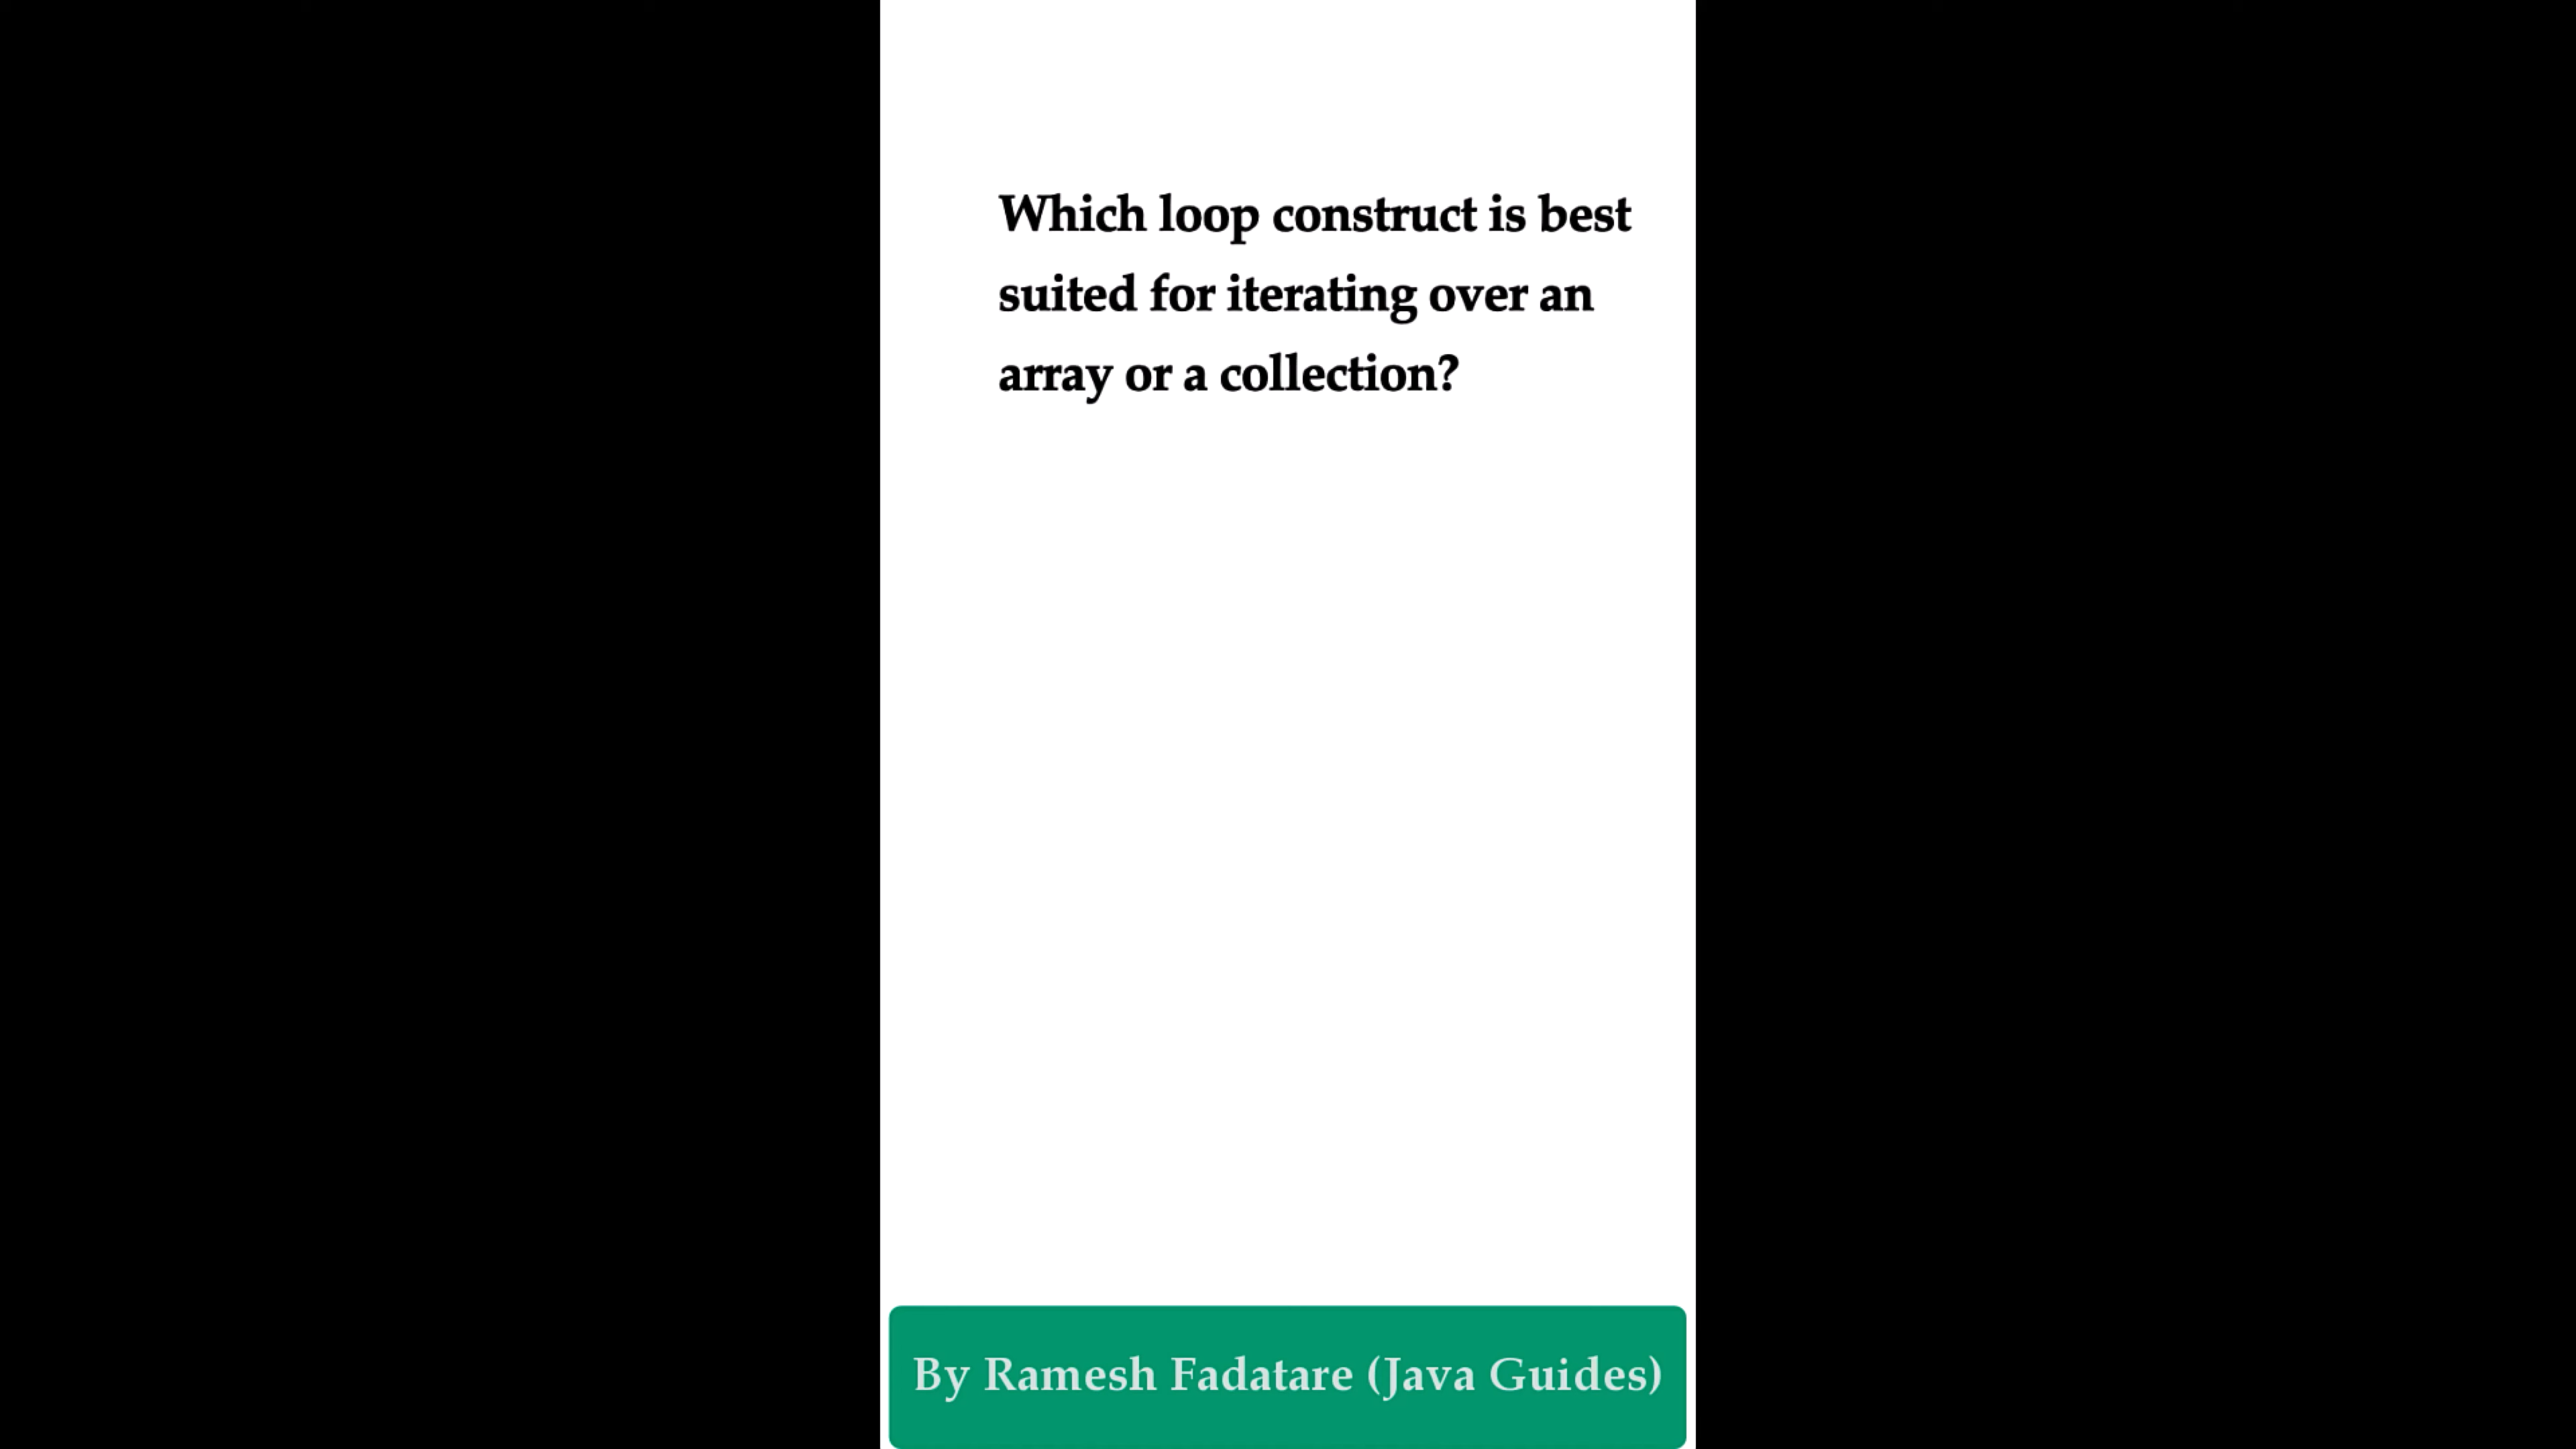 Which loop construct is best
suited for iterating over an
array or a collection?
By Ramesh Fadatare (Java Guides)